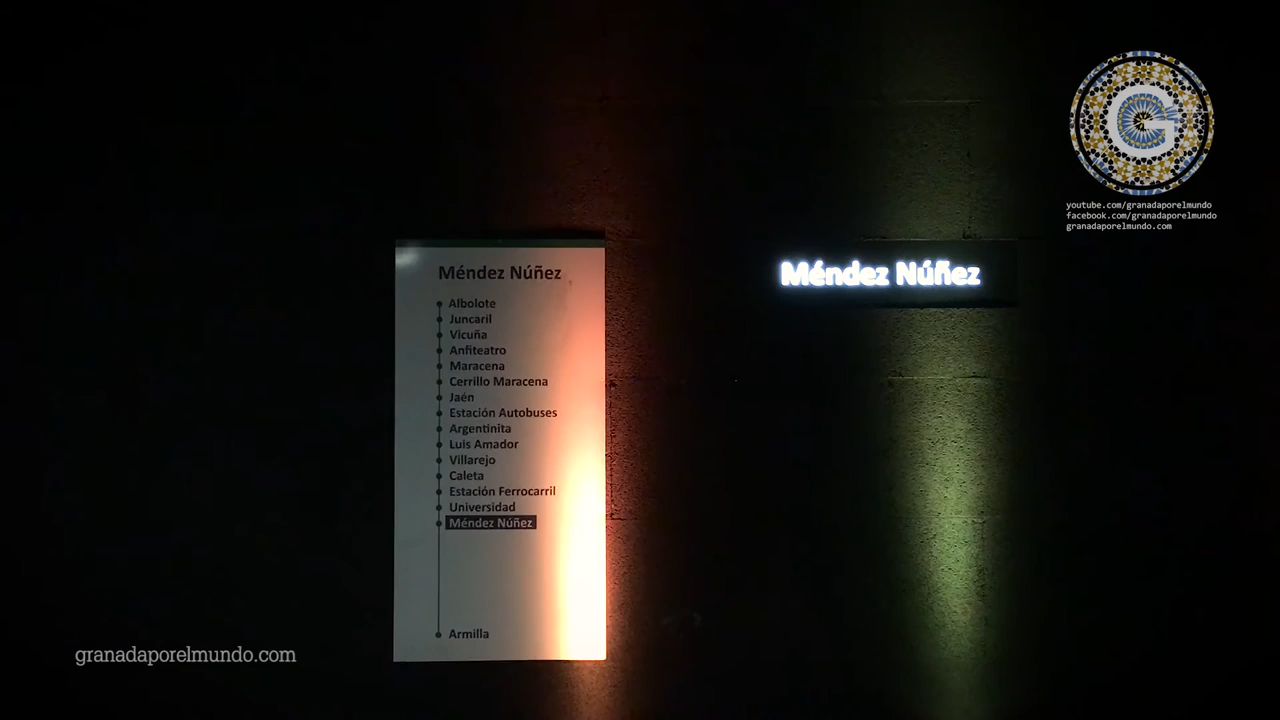 G
youtube.com/granadaporelmundo
facebook.com/granadaporelmundo
granadaporelmundo.com
Méndez Núñez
Méndez Núñez
Albolote
Juncaril
Vicuña
Anfiteatro
Maracena
Cerrillo Maracena
Jaén
Estación Autobuses
Argentinita
Luis Amador
Villarejo
Caleta
Estación Ferrocarril
Universidad
Méndez Núñez
Armilla
granadaporelmundo.com